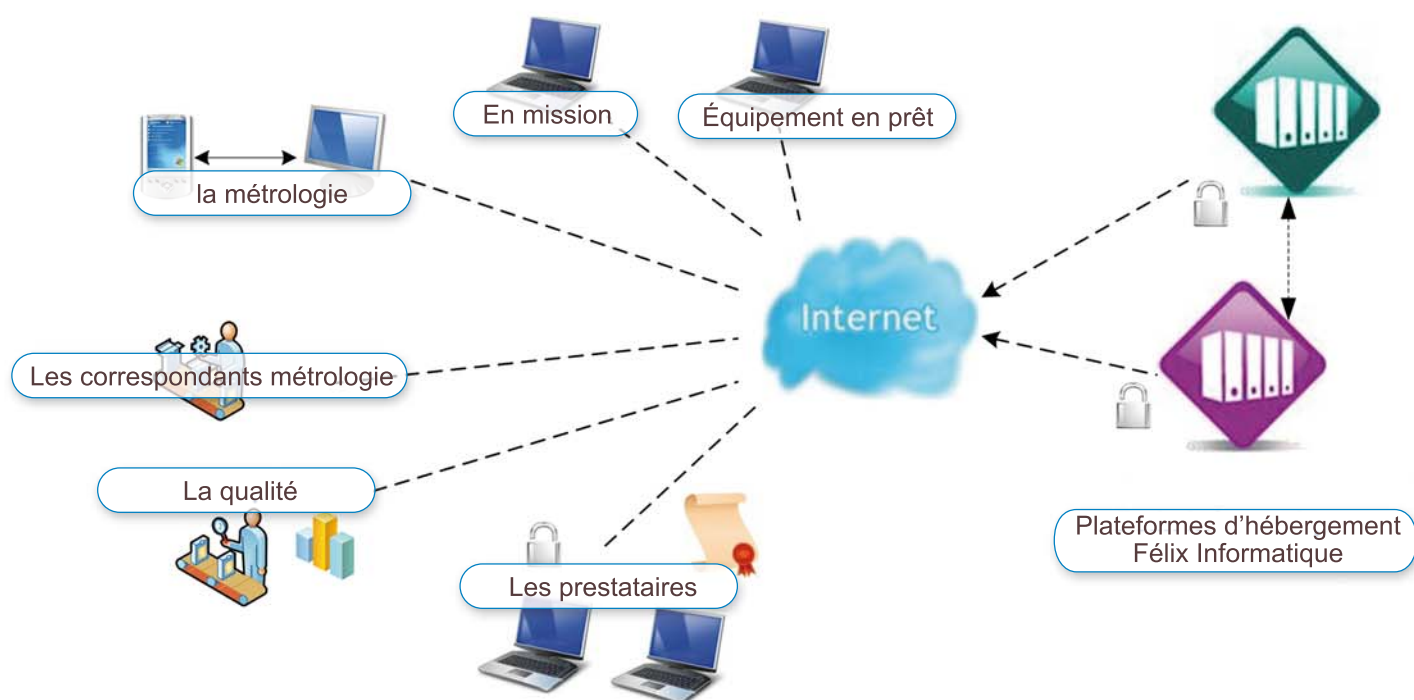 En mission
Équipement en prêt
la métrologie
Internet
Les correspondants métrologie
La qualité
Plateformes d’hébergement
Félix Informatique
Les prestataires